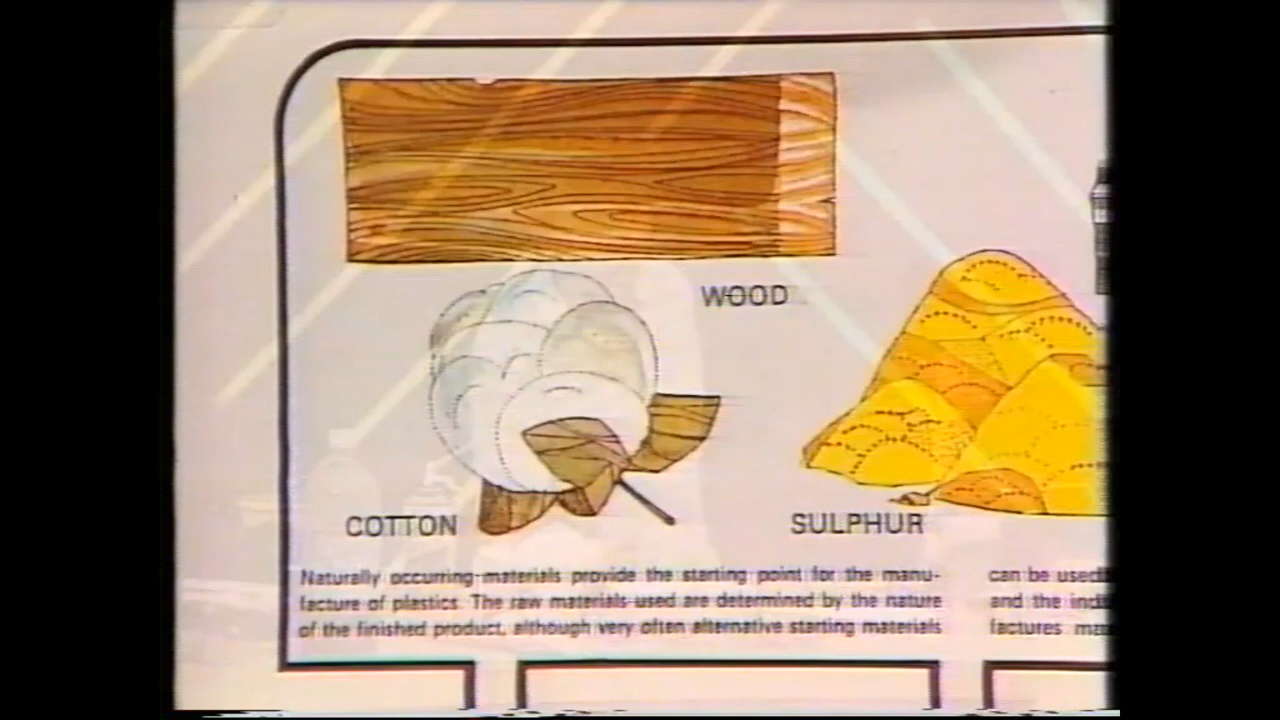 WOOD
COTTON
SULPHUR
Naturally occurring materials provide the starting point for the manu-
facture of plastics. The raw materials used are determined by the nature
of the finished product, although very often alternative starting materials
can be used
and the
factures